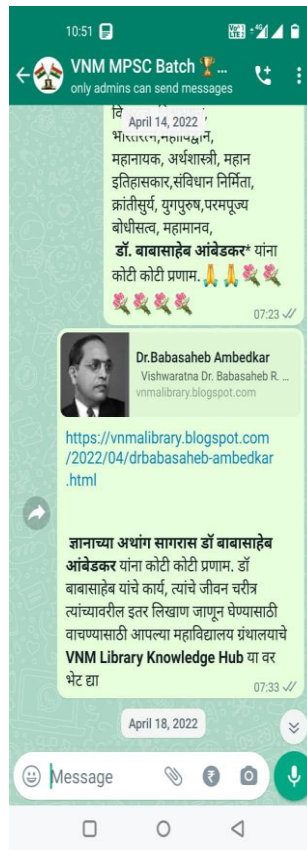 10:51
VNM MPSC Batch 🏆...
only admins can send messages
April 14, 2022
भारतरत्न,महाविद्वान,
महानायक, अर्थशास्त्री, महान
इतिहासकार,संविधान निर्मिता,
क्रांतीसुर्य, युगपुरुष,परमपूज्य
बोधीसत्व, महामानव,
डॉ. बाबासाहेब आंबेडकर* यांना
कोटी कोटी प्रणाम.🙏🙏🌹🌹
🌹🌹🌹🌹
07:23
Dr.Babasaheb Ambedkar
Vishwaratna Dr. Babasaheb R. ...
vnmalibrary.blogspot.com
https://vnmalibrary.blogspot.com
/2022/04/drbabasaheb-ambedkar
.html
ज्ञानाच्या अथांग सागरास डॉ बाबासाहेब
आंबेडकर यांना कोटी कोटी प्रणाम. डॉ
बाबासाहेब यांचे कार्य, त्यांचे जीवन चरीत्र
त्यांच्यावरील इतर लिखाण जाणून घेण्यासाठी
वाचण्यासाठी आपल्या महाविद्यालय ग्रंथालयाचे
VNM Library Knowledge Hub या वर
भेट द्या
07:33
April 18, 2022
Message